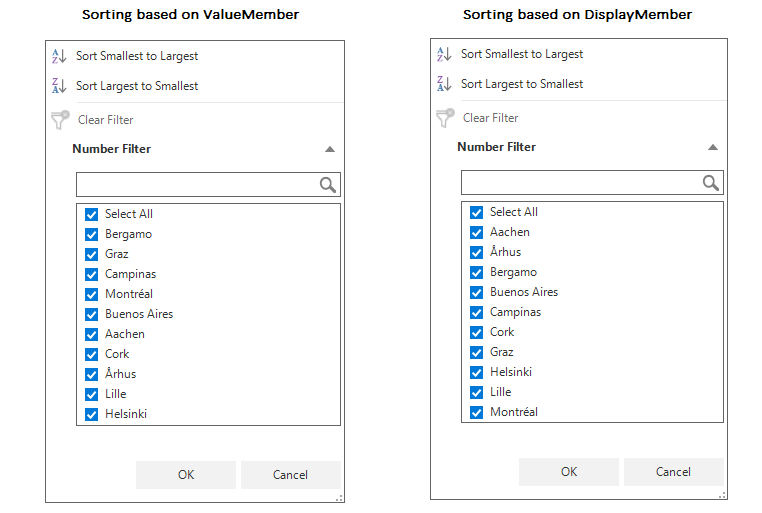 Sorting based on ValueMember
Sort Smallest to Largest
Sort Largest to Smallest
Clear Filter
Number Filter
Select All
Bergamo
Graz
Campinas
Montréal
Buenos Aires
Aachen
Cork
Århus
Lille
Helsinki
OK
Cancel
Sorting based on DisplayMember
Sort Smallest to Largest
Sort Largest to Smallest
Clear Filter
Number Filter
Select All
Aachen
Århus
Bergamo
Buenos Aires
Campinas
Cork
Graz
Helsinki
Lille
Montréal
OK
Cancel